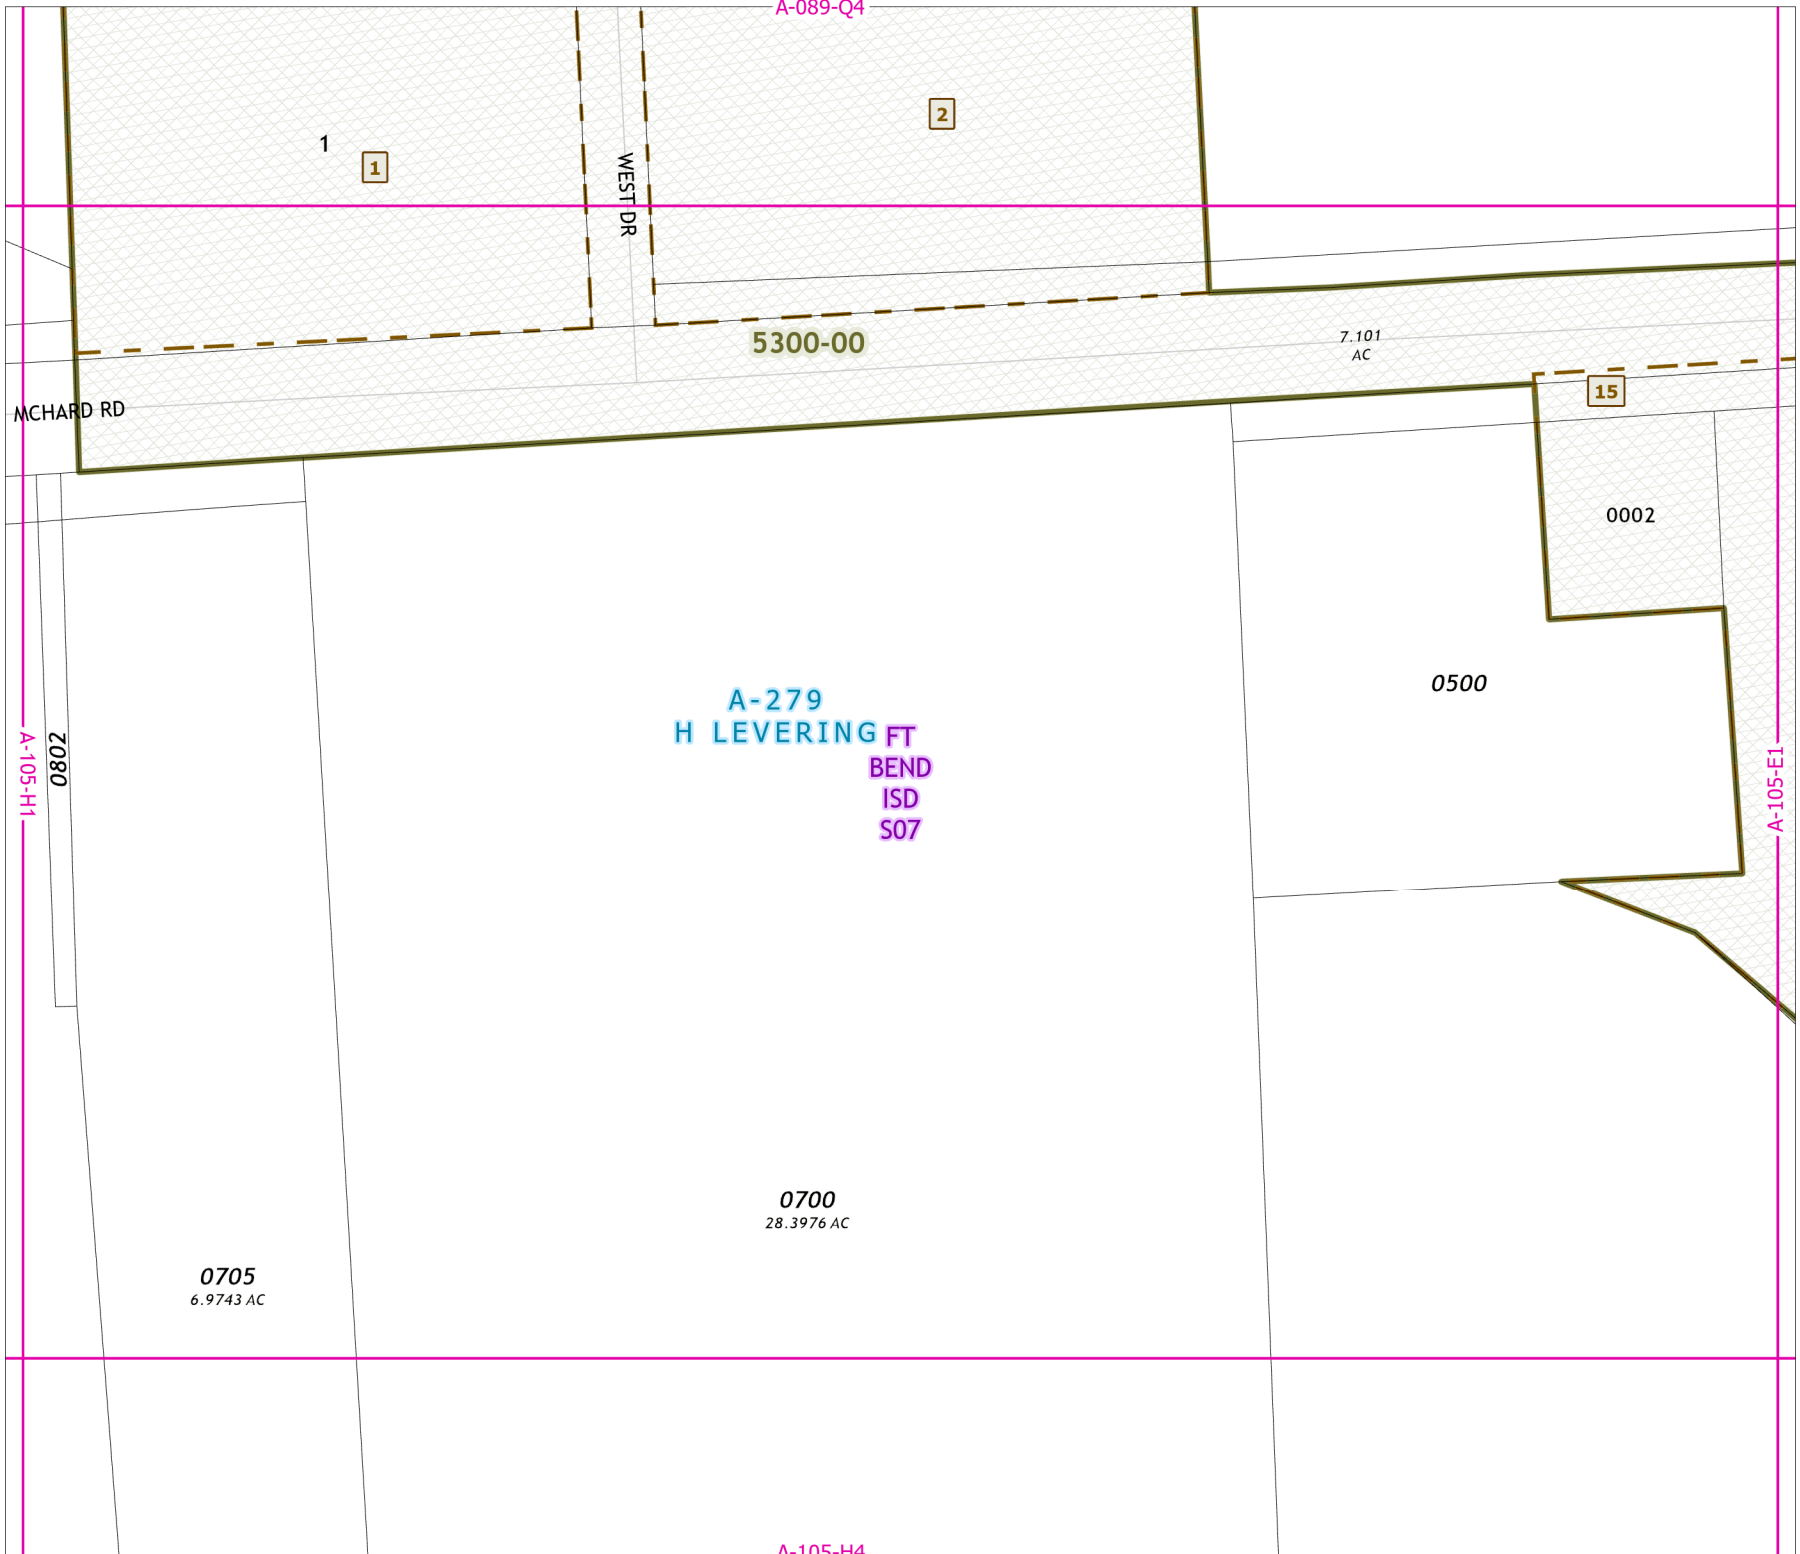 A-089-Q4
2
1
1
WEST DR
5300-00
7.101
AC
15
MCHARD RD
0002
0500
A-279
H LEVERING
FT
BEND
ISD
S07
0802
A-105-H1
A-105-E1
0700
28.3976 AC
0705
6.9743 AC
A-105-H4